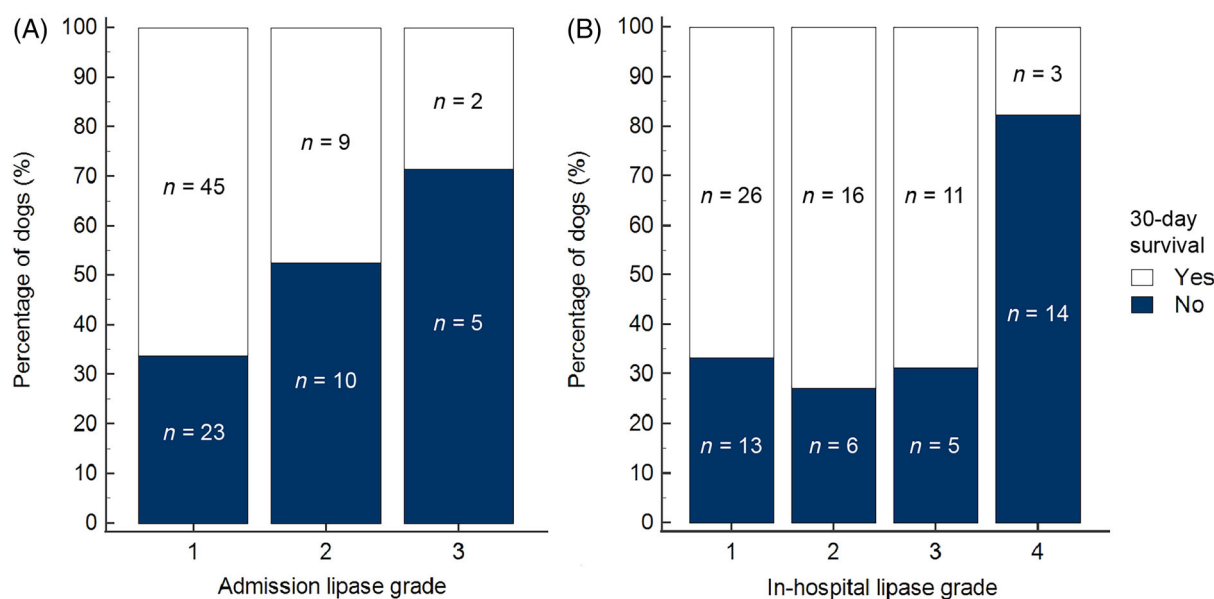 (A)
Percentage of dogs (%)
100
90
80
70
60
50
40
30
20
10
0
n = 45
n = 23
n = 9
n = 10
n = 2
n = 5
1
2
3
Admission lipase grade
(B)
Percentage of dogs (%)
100
90
80
70
60
50
40
30
20
10
0
n = 26
n = 13
n = 16
n = 6
n = 11
n = 5
n = 3
n = 14
1
2
3
4
In-hospital lipase grade
30-day
survival
Yes
No